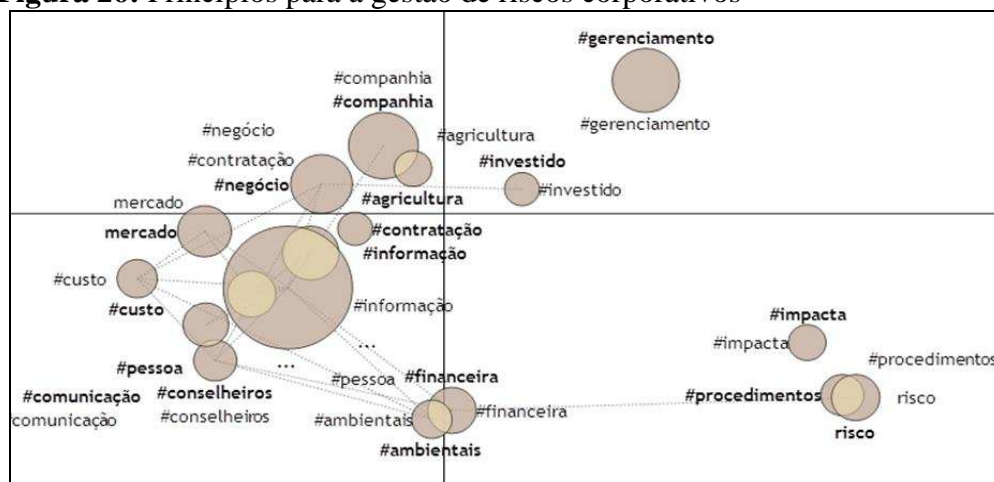 Figura 20: Princípios para a gestão de riscos corporativos
#gerenciamento
#companhia
#companhia
#gerenciamento
#negócio
#agricultura
#contratação
#investido
#negócio
#investido
mercado
#agricultura
mercado
#contratação
#informação
#custo
#informação
#custo
#impacta
#impacta
...
#procedimentos
#pessoa
...
#pessoa
#financeira
#comunicação
#conselheiros
#procedimentos
risco
comunicação
#conselheiros
#ambientais
#financeira
risco
#ambientais